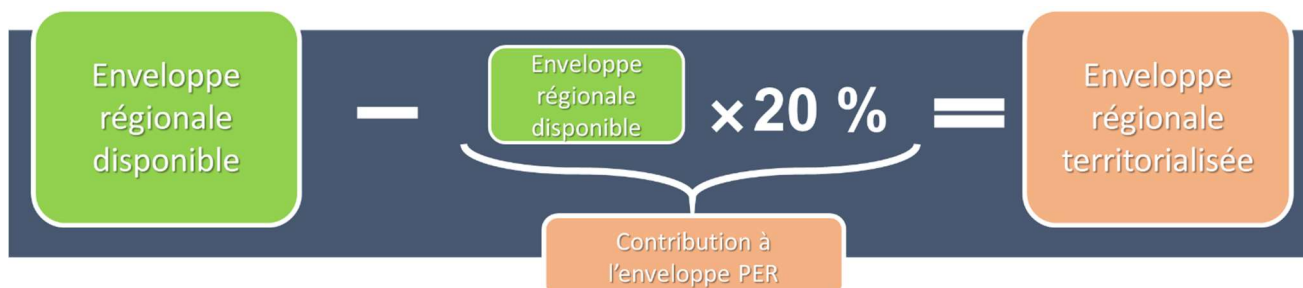 Enveloppe
régionale
disponible
−
Enveloppe
régionale
disponible
× 20 %
=
Enveloppe
régionale
territorialisée
Contribution à
l'enveloppe PER